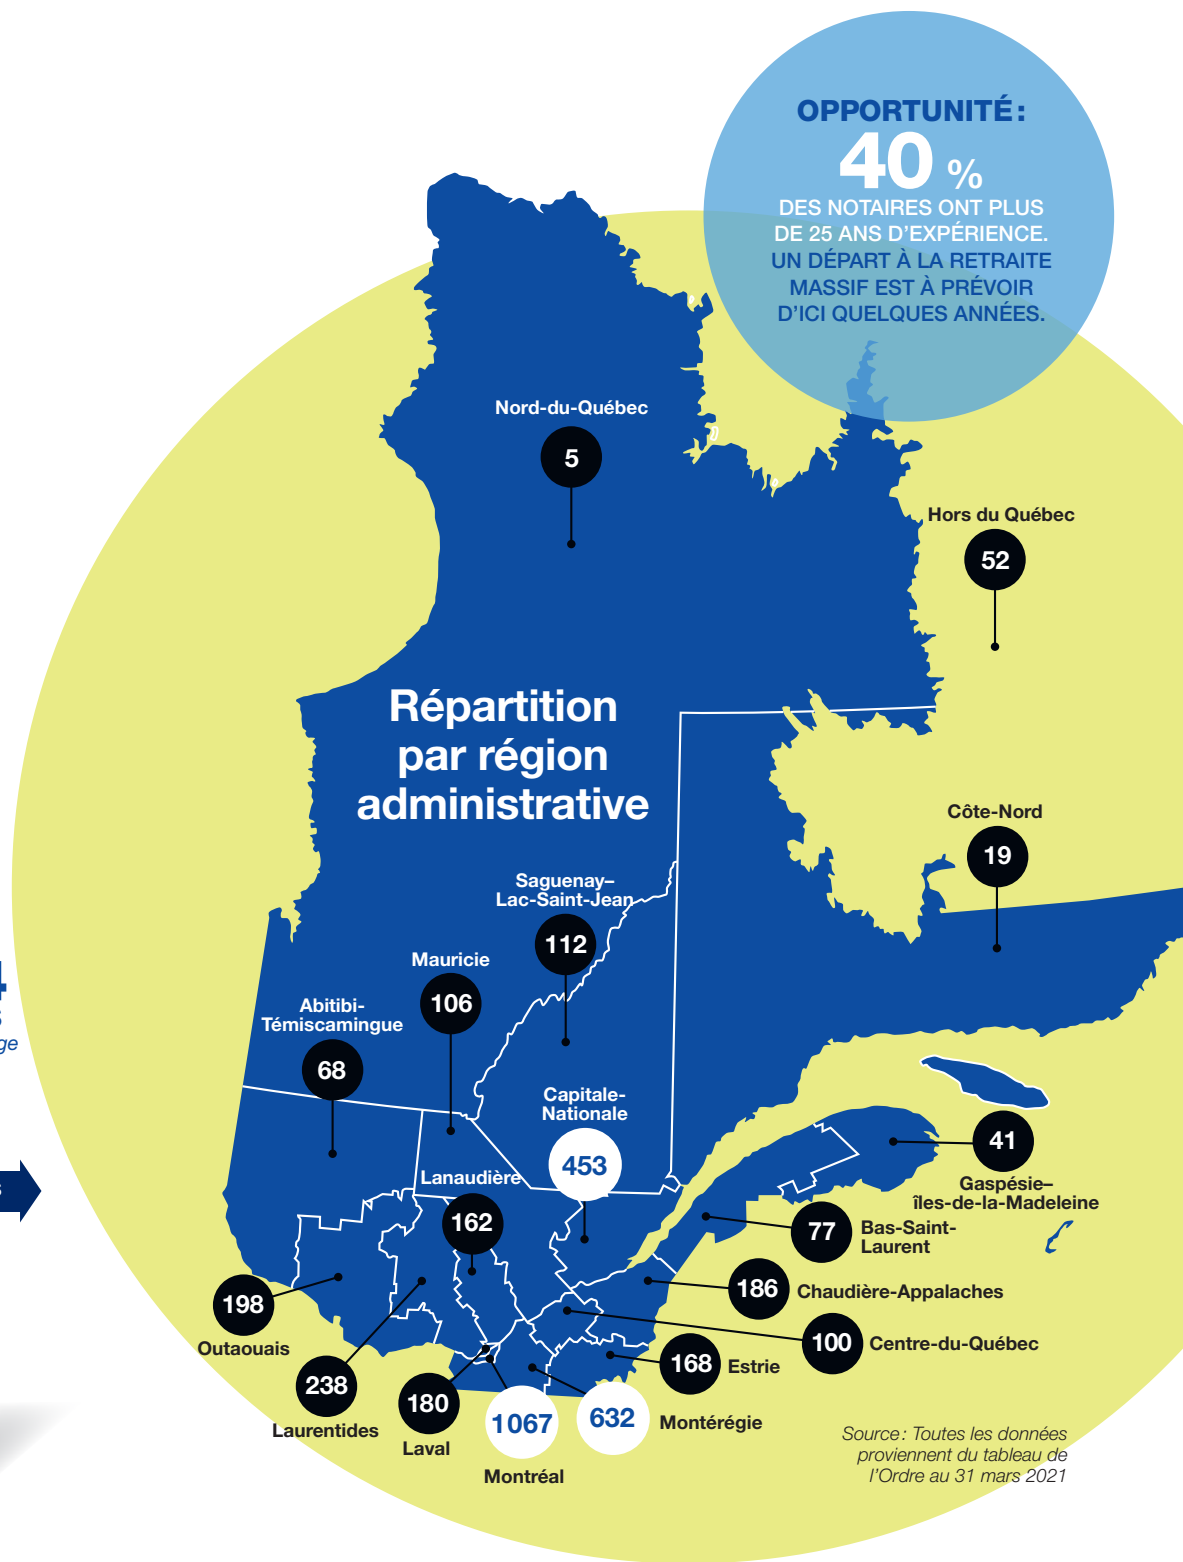 OPPORTUNITÉ :
40 %
DES NOTAIRES ONT PLUS
DE 25 ANS D’EXPÉRIENCE.
UN DÉPART À LA RETRAITE
MASSIF EST À PRÉVOIR
D’ICI QUELQUES ANNÉES.
Nord-du-Québec
5
Hors du Québec
52
Répartition
par région
administrative
Côte-Nord
19
Saguenay–
Lac-Saint-Jean
112
Mauricie
106
Abitibi-
Témiscamingue
68
Capitale-
Nationale
453
Lanaudière
162
41
Gaspésie–
îles-de-la-Madeleine
77
Bas-Saint-
Laurent
186
Chaudière-Appalaches
100
Centre-du-Québec
168
Estrie
198
Outaouais
238
Laurentides
180
Laval
1067
Montréal
632
Montérégie
Source : Toutes les données
proviennent du tableau de
l’Ordre au 31 mars 2021